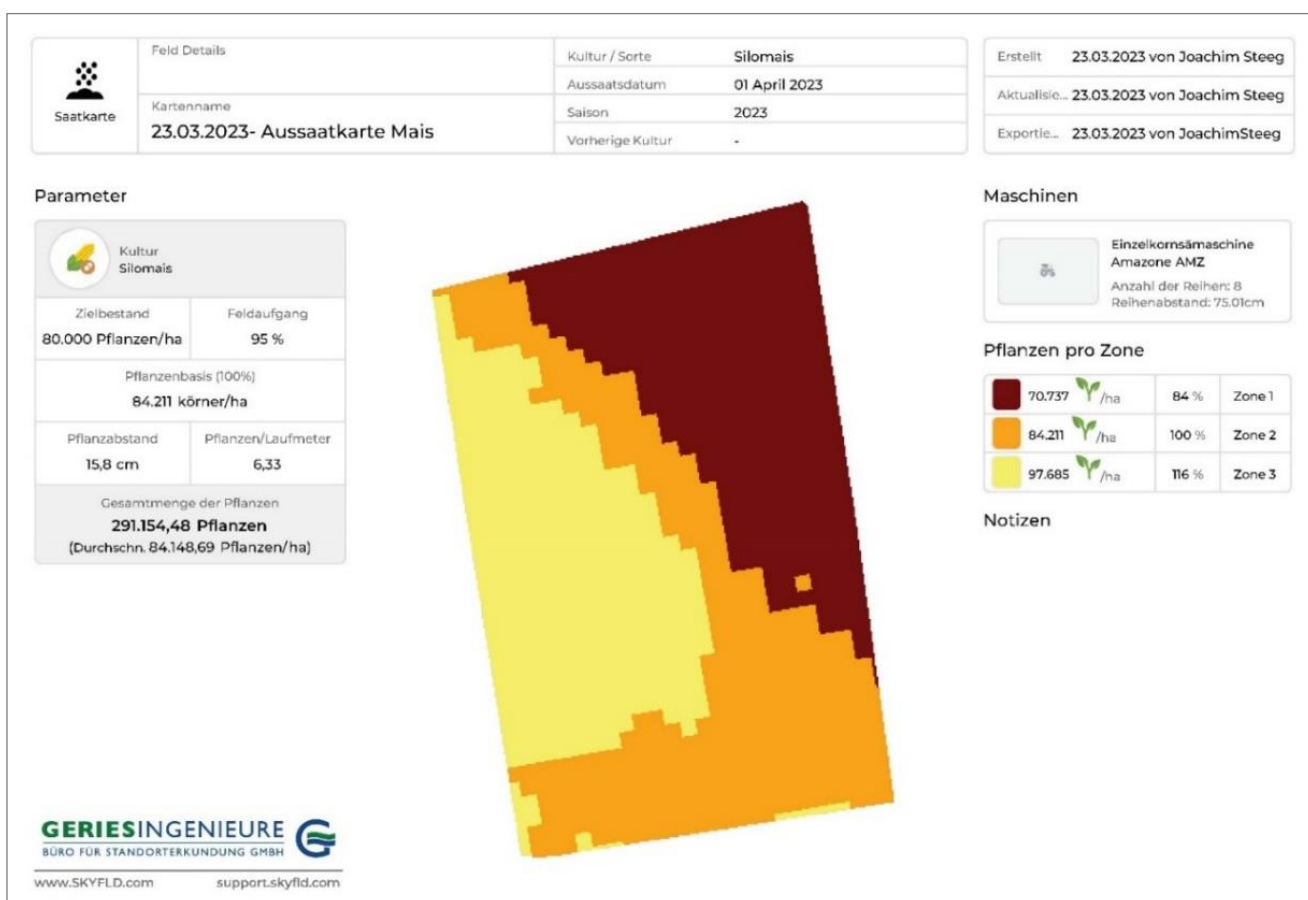 Saatkarte
Feld Details
Kartenname
23.03.2023- Aussaatkarte Mais
Kultur / Sorte Silomais
Aussaatsdatum 01 April 2023
Saison 2023
Vorherige Kultur -
Erstellt 23.03.2023 von Joachim Steeg
Aktualisie... 23.03.2023 von Joachim Steeg
Exportie... 23.03.2023 von JoachimSteeg
Parameter
Kultur
Silomais
Zielbestand Feldaufgang
80.000 Pflanzen/ha 95 %
Pflanzenbasis (100%)
84.211 körner/ha
Pflanzabstand Pflanzen/Laufmeter
15,8 cm 6,33
Gesamtmenge der Pflanzen
291.154,48 Pflanzen
(Durchschn. 84.148,69 Pflanzen/ha)
Maschinen
Einzelkornsämaschine
Amazone AMZ
Anzahl der Reihen: 8
Reihenabstand: 75.01cm
Pflanzen pro Zone
70.737 /ha 84 % Zone 1
84.211 /ha 100 % Zone 2
97.685 /ha 116 % Zone 3
Notizen
GERIESINGENIEURE
BÜRO FÜR STANDORTERKUNDUNG GMBH
www.SKYFLD.com support.skyfld.com